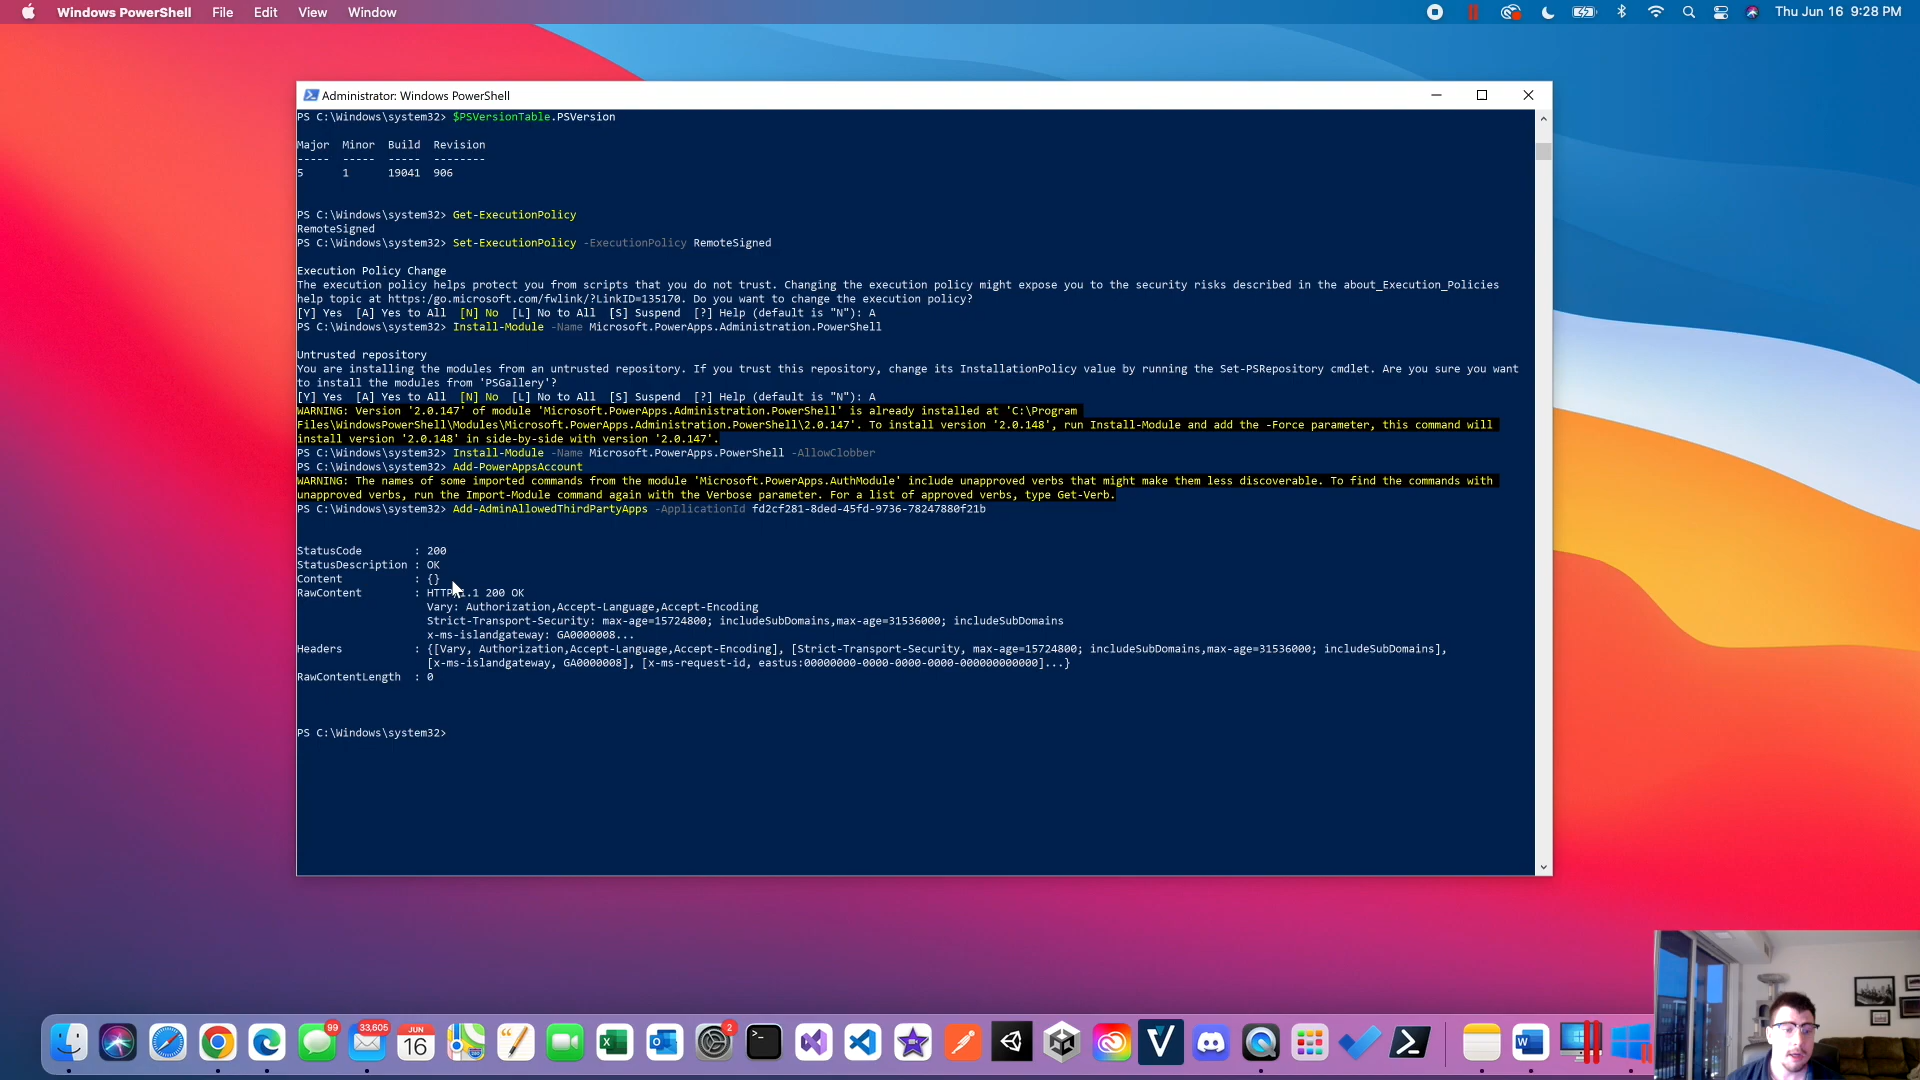 Windows PowerShell File Edit View Window Thu Jun 16 9:28 PM
Administrator: Windows PowerShell
PS C:\Windows\system32> $PSVersionTable.PSVersion
Major Minor Build Revision
----- ----- ----- --------
5 1 19041 906
PS C:\Windows\system32> Get-ExecutionPolicy
RemoteSigned
PS C:\Windows\system32> Set-ExecutionPolicy -ExecutionPolicy RemoteSigned
Execution Policy Change
The execution policy helps protect you from scripts that you do not trust. Changing the execution policy might expose you to the security risks described in the about_Execution_Policies
help topic at https:/go.microsoft.com/fwlink/?LinkID=135170. Do you want to change the execution policy?
[Y] Yes [A] Yes to All [N] No [L] No to All [S] Suspend [?] Help (default is "N"): A
PS C:\Windows\system32> Install-Module -Name Microsoft.PowerApps.Administration.PowerShell
Untrusted repository
You are installing the modules from an untrusted repository. If you trust this repository, change its InstallationPolicy value by running the Set-PSRepository cmdlet. Are you sure you want
to install the modules from 'PSGallery'?
[Y] Yes [A] Yes to All [N] No [L] No to All [S] Suspend [?] Help (default is "N"): A
WARNING: Version '2.0.147' of module 'Microsoft.PowerApps.Administration.PowerShell' is already installed at 'C:\Program
Files\WindowsPowerShell\Modules\Microsoft.PowerApps.Administration.PowerShell\2.0.147'. To install version '2.0.148', run Install-Module and add the -Force parameter, this command will
install version '2.0.148' in side-by-side with version '2.0.147'.
PS C:\Windows\system32> Install-Module -Name Microsoft.PowerApps.PowerShell -AllowClobber
PS C:\Windows\system32> Add-PowerAppsAccount
WARNING: The names of some imported commands from the module 'Microsoft.PowerApps.AuthModule' include unapproved verbs that might make them less discoverable. To find the commands with
unapproved verbs, run the Import-Module command again with the Verbose parameter. For a list of approved verbs, type Get-Verb.
PS C:\Windows\system32> Add-AdminAllowedThirdPartyApps -ApplicationId fd2cf281-8ded-45fd-9736-78247880f21b
StatusCode : 200
StatusDescription : OK
Content : {}
RawContent : HTTP/1.1 200 OK
Vary: Authorization,Accept-Language,Accept-Encoding
Strict-Transport-Security: max-age=15724800; includeSubDomains,max-age=31536000; includeSubDomains
x-ms-islandgateway: GA0000008...
Headers : {[Vary, Authorization,Accept-Language,Accept-Encoding], [Strict-Transport-Security, max-age=15724800; includeSubDomains,max-age=31536000; includeSubDomains],
[x-ms-islandgateway, GA0000008], [x-ms-request-id, eastus:00000000-0000-0000-0000-000000000000]...}
RawContentLength : 0
PS C:\Windows\system32>
99 33,605 JUN 16 2